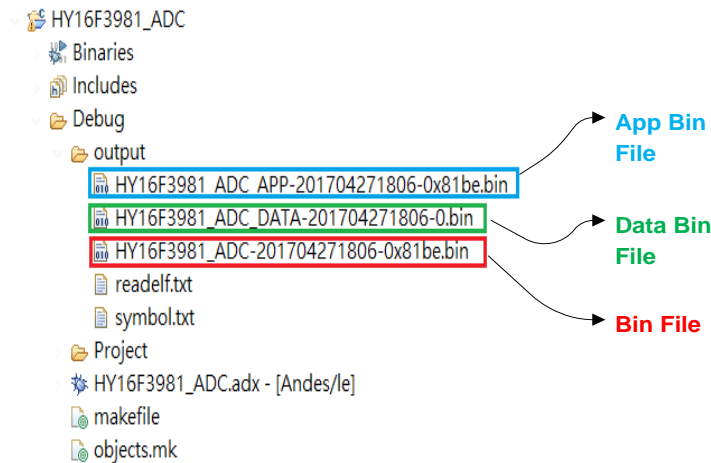 HY16F3981_ADC
Binaries
Includes
Debug
output
HY16F3981_ADC_APP-201704271806-0x81be.bin
HY16F3981_ADC_DATA-201704271806-0.bin
HY16F3981_ADC-201704271806-0x81be.bin
readelf.txt
symbol.txt
Project
HY16F3981_ADC.adx - [Andes/le]
makefile
objects.mk
App Bin
File
Data Bin
File
Bin File